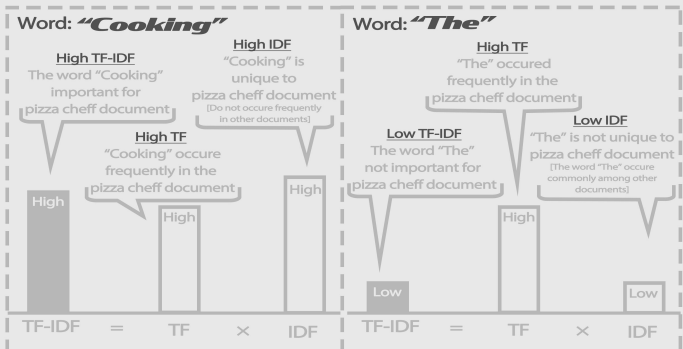 Word: "Cooking"
High TF-IDF
The word "Cooking"
important for
pizza cheff document
High IDF
"Cooking" is
unique to
pizza cheff document
[Do not occure frequently
in other documents]
High TF
"Cooking" occure
frequently in the
pizza cheff document
High
High
High
TF-IDF = TF × IDF
Word: "The"
High TF
"The" occured
frequently in the
pizza cheff document
Low TF-IDF
The word "The"
not important for
pizza cheff document
Low IDF
"The" is not unique to
pizza cheff document
[The word "The" occure
commonly among other
documents]
Low
High
Low
TF-IDF = TF × IDF